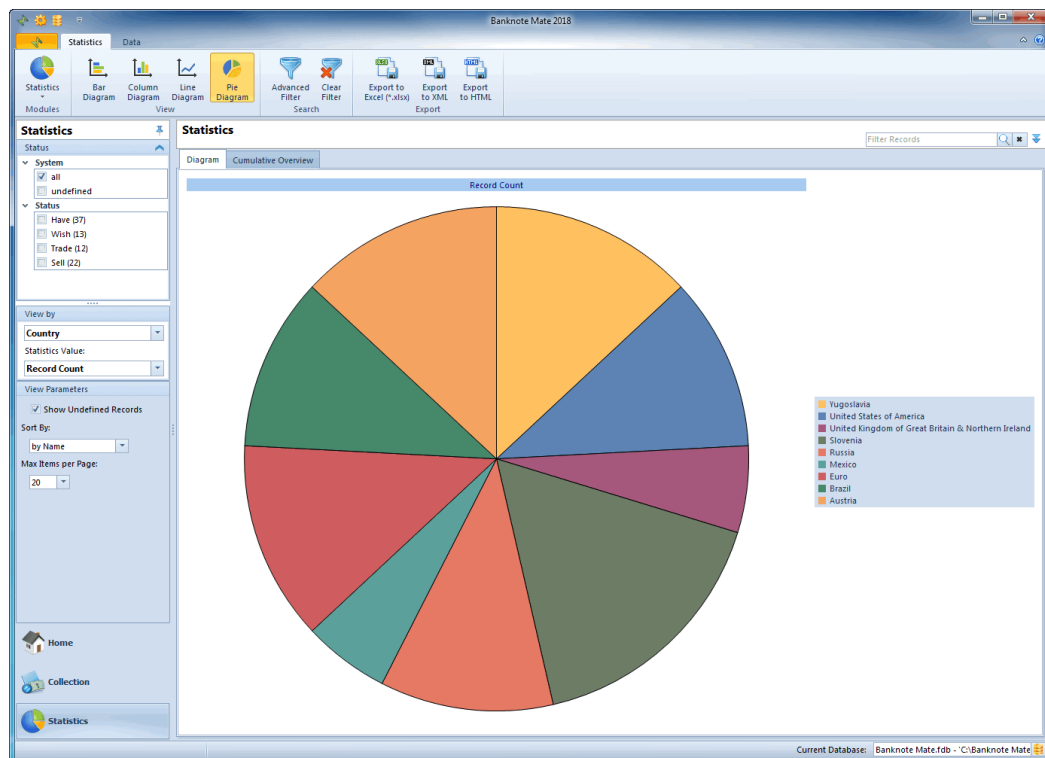 Banknote Mate 2018
Statistics
Data
Statistics
Bar Diagram
Column Diagram
Line Diagram
Pie Diagram
Advanced Filter
Clear Filter
XLSX
Export to Excel (*.xlsx)
XML
Export to XML
HTML
Export to HTML
Modules
View
Search
Export
Statistics
Status
System
all
undefined
Status
Have (37)
Wish (13)
Trade (12)
Sell (22)
View by
Country
Statistics Value:
Record Count
View Parameters
Show Undefined Records
Sort By:
by Name
Max Items per Page:
20
Home
Collection
Statistics
Statistics
Filter Records
Diagram
Cumulative Overview
Record Count
Yugoslavia
United States of America
United Kingdom of Great Britain & Northern Ireland
Slovenia
Russia
Mexico
Euro
Brazil
Austria
Current Database: Banknote Mate.fdb - 'C:\Banknote Mate